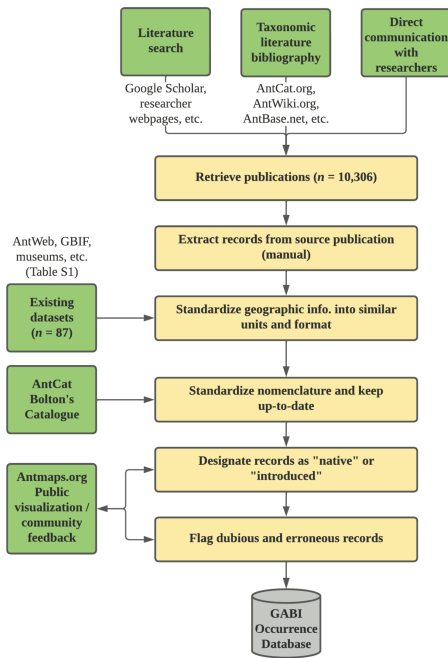 Literature
search
Taxonomic
literature
bibliography
Direct
communication
with
researchers
Google Scholar,
researcher
webpages, etc.
AntCat.org,
AntWiki.org,
AntBase.net, etc.
Retrieve publications (n = 10,306)
Extract records from source publication
(manual)
AntWeb, GBIF,
museums, etc.
(Table S1)
Existing
datasets
(n = 87)
Standardize geographic info. into similar
units and format
AntCat
Bolton's
Catalogue
Standardize nomenclature and keep
up-to-date
Designate records as "native" or
"introduced"
Antmaps.org
Public
visualization /
community
feedback
Flag dubious and erroneous records
GABI
Occurrence
Database